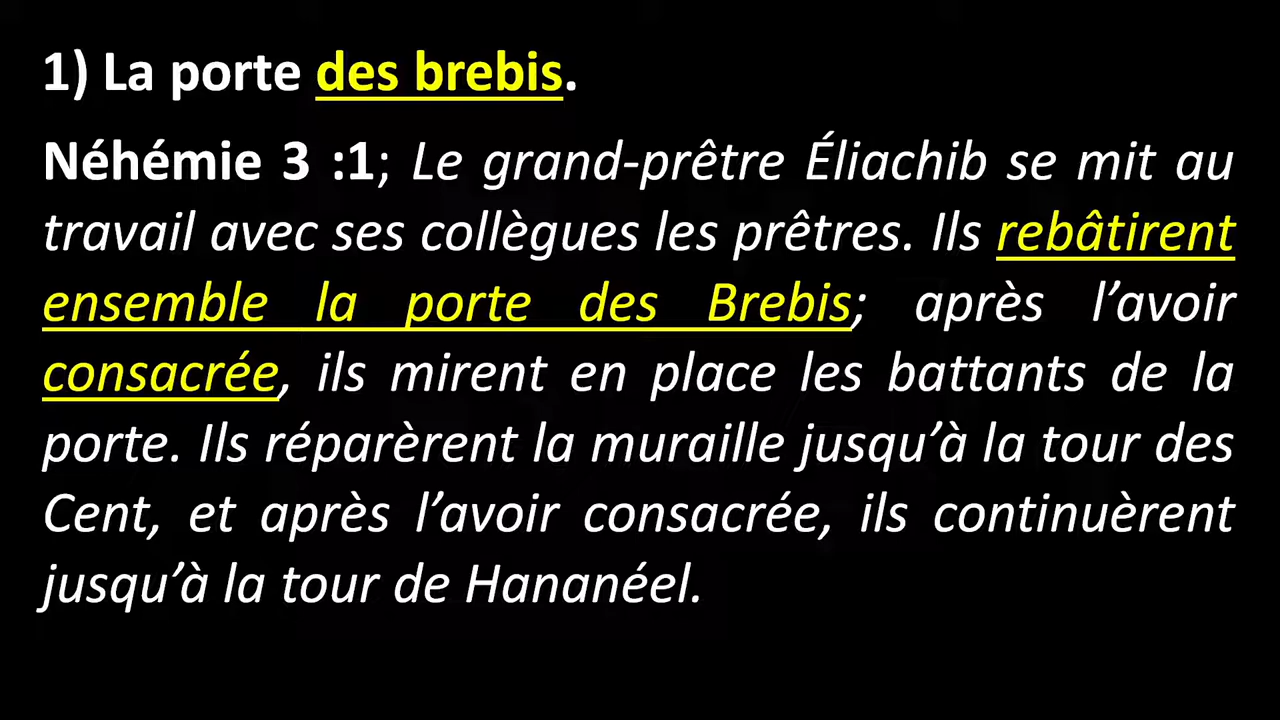 1) La porte des brebis.
Néhémie 3 :1; Le grand-prêtre Éliachib se mit au
travail avec ses collègues les prêtres. Ils rebâtirent
ensemble la porte des Brebis; après l’avoir
consacrée, ils mirent en place les battants de la
porte. Ils réparèrent la muraille jusqu’à la tour des
Cent, et après l’avoir consacrée, ils continuèrent
jusqu’à la tour de Hananéel.